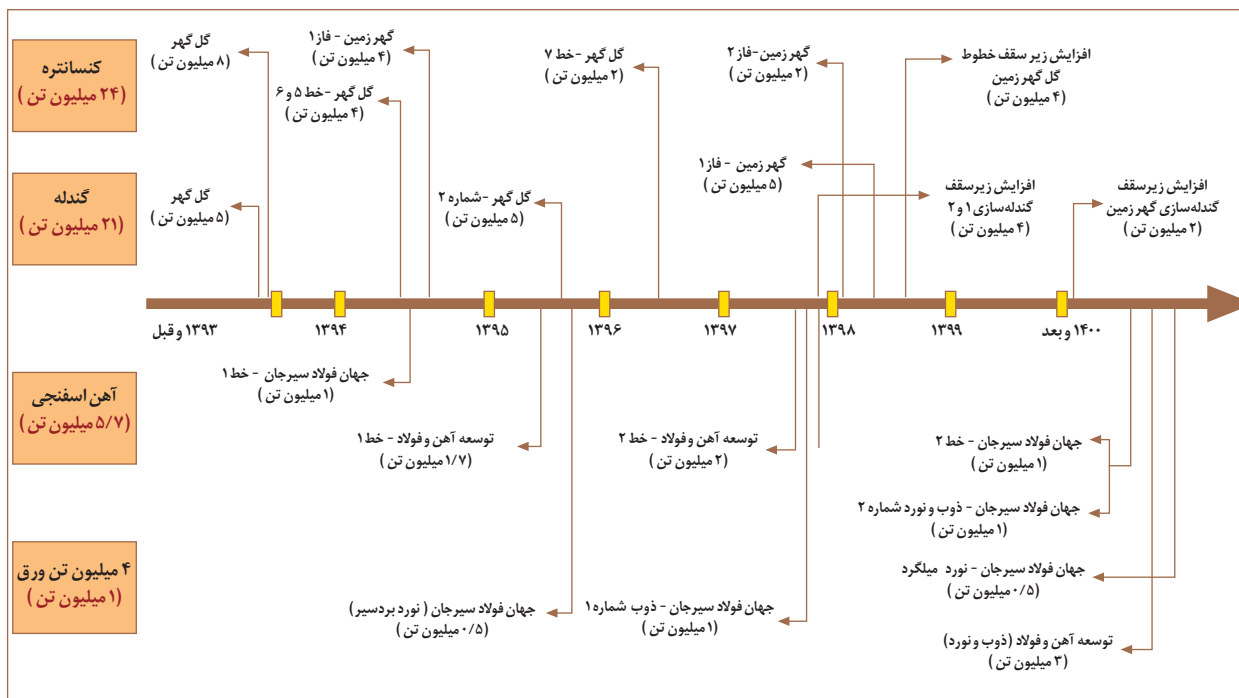 کنسانتره
(۲۴ میلیون تن)
گل گهر
(۸ میلیون تن)
گهر زمین - فاز ۱
(۴ میلیون تن)
گل گهر - خط ۵ و ۶
(۴ میلیون تن)
گل گهر - خط ۷
(۲ میلیون تن)
گهر زمین - فاز ۲
(۲ میلیون تن)
افزایش زیر سقف خطوط
گل گهر زمین
(۴ میلیون تن)
گندله
(۲۱ میلیون تن)
گل گهر
(۵ میلیون تن)
گل گهر - شماره ۲
(۵ میلیون تن)
گهر زمین - فاز ۱
(۵ میلیون تن)
افزایش زیرسقف
گندله‌سازی ۱ و ۲
(۴ میلیون تن)
افزایش زیرسقف
گندله‌سازی گهر زمین
(۲ میلیون تن)
۱۳۹۳ و قبل
۱۳۹۴
۱۳۹۵
۱۳۹۶
۱۳۹۷
۱۳۹۸
۱۳۹۹
۱۴۰۰ و بعد
آهن اسفنجی
(۵/۷ میلیون تن)
جهان فولاد سیرجان - خط ۱
(۱ میلیون تن)
توسعه آهن و فولاد - خط ۱
(۱/۷ میلیون تن)
توسعه آهن و فولاد - خط ۲
(۲ میلیون تن)
جهان فولاد سیرجان - خط ۲
(۱ میلیون تن)
جهان فولاد سیرجان - ذوب و نورد شماره ۲
(۱ میلیون تن)
۴ میلیون تن ورق
(۱ میلیون تن)
جهان فولاد سیرجان (نورد بردسیر)
(۰/۵ میلیون تن)
جهان فولاد سیرجان - ذوب شماره ۱
(۱ میلیون تن)
جهان فولاد سیرجان - نورد میلگرد
(۰/۵ میلیون تن)
توسعه آهن و فولاد (ذوب و نورد)
(۳ میلیون تن)